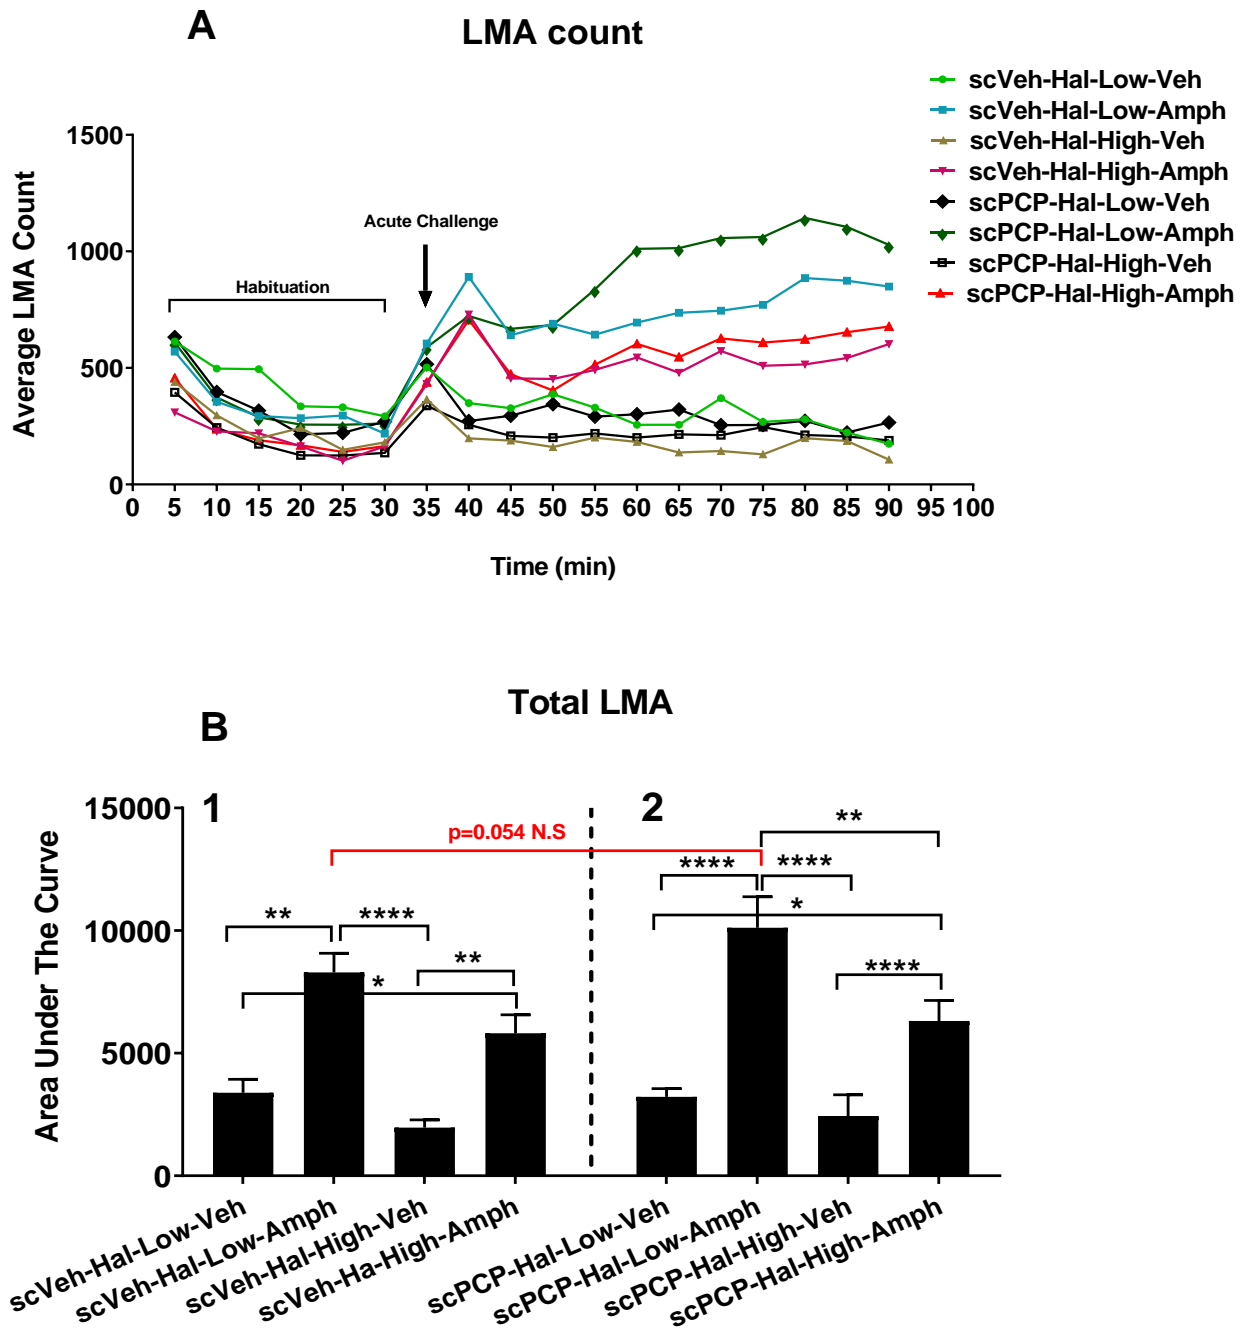 A
LMA count
scVeh-Hal-Low-Veh
scVeh-Hal-Low-Amph
scVeh-Hal-High-Veh
scVeh-Hal-High-Amph
scPCP-Hal-Low-Veh
scPCP-Hal-Low-Amph
scPCP-Hal-High-Veh
scPCP-Hal-High-Amph
Average LMA Count
1500
1000
500
0
Habituation
Acute Challenge
0 5 10 15 20 25 30 35 40 45 50 55 60 65 70 75 80 85 90 95 100
Time (min)
Total LMA
B
Area Under The Curve
15000
10000
5000
0
1
2
p=0.054 N.S
**
****
**
*
****
****
**
*
****
scVeh-Hal-Low-Veh
scVeh-Hal-Low-Amph
scVeh-Hal-High-Veh
scVeh-Ha-High-Amph
scPCP-Hal-Low-Veh
scPCP-Hal-Low-Amph
scPCP-Hal-High-Veh
scPCP-Hal-High-Amph